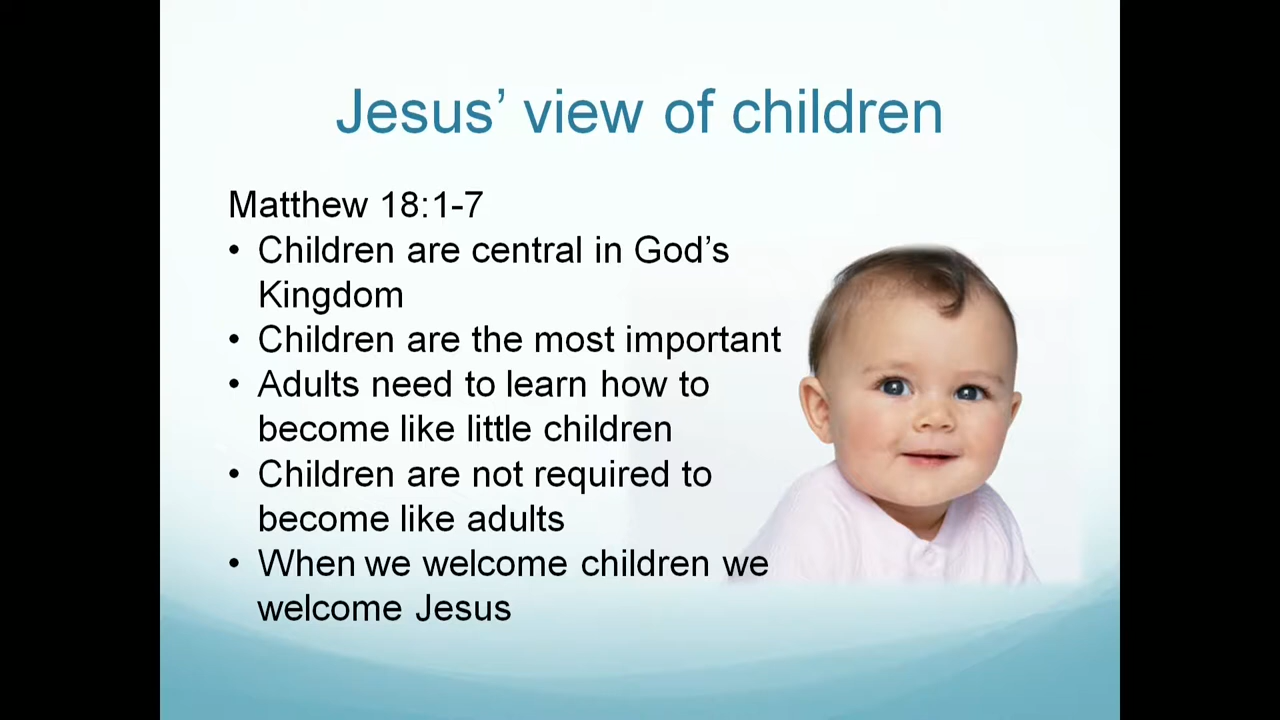 Jesus’ view of children
Matthew 18:1-7
• Children are central in God’s
Kingdom
• Children are the most important
• Adults need to learn how to
become like little children
• Children are not required to
become like adults
• When we welcome children we
welcome Jesus